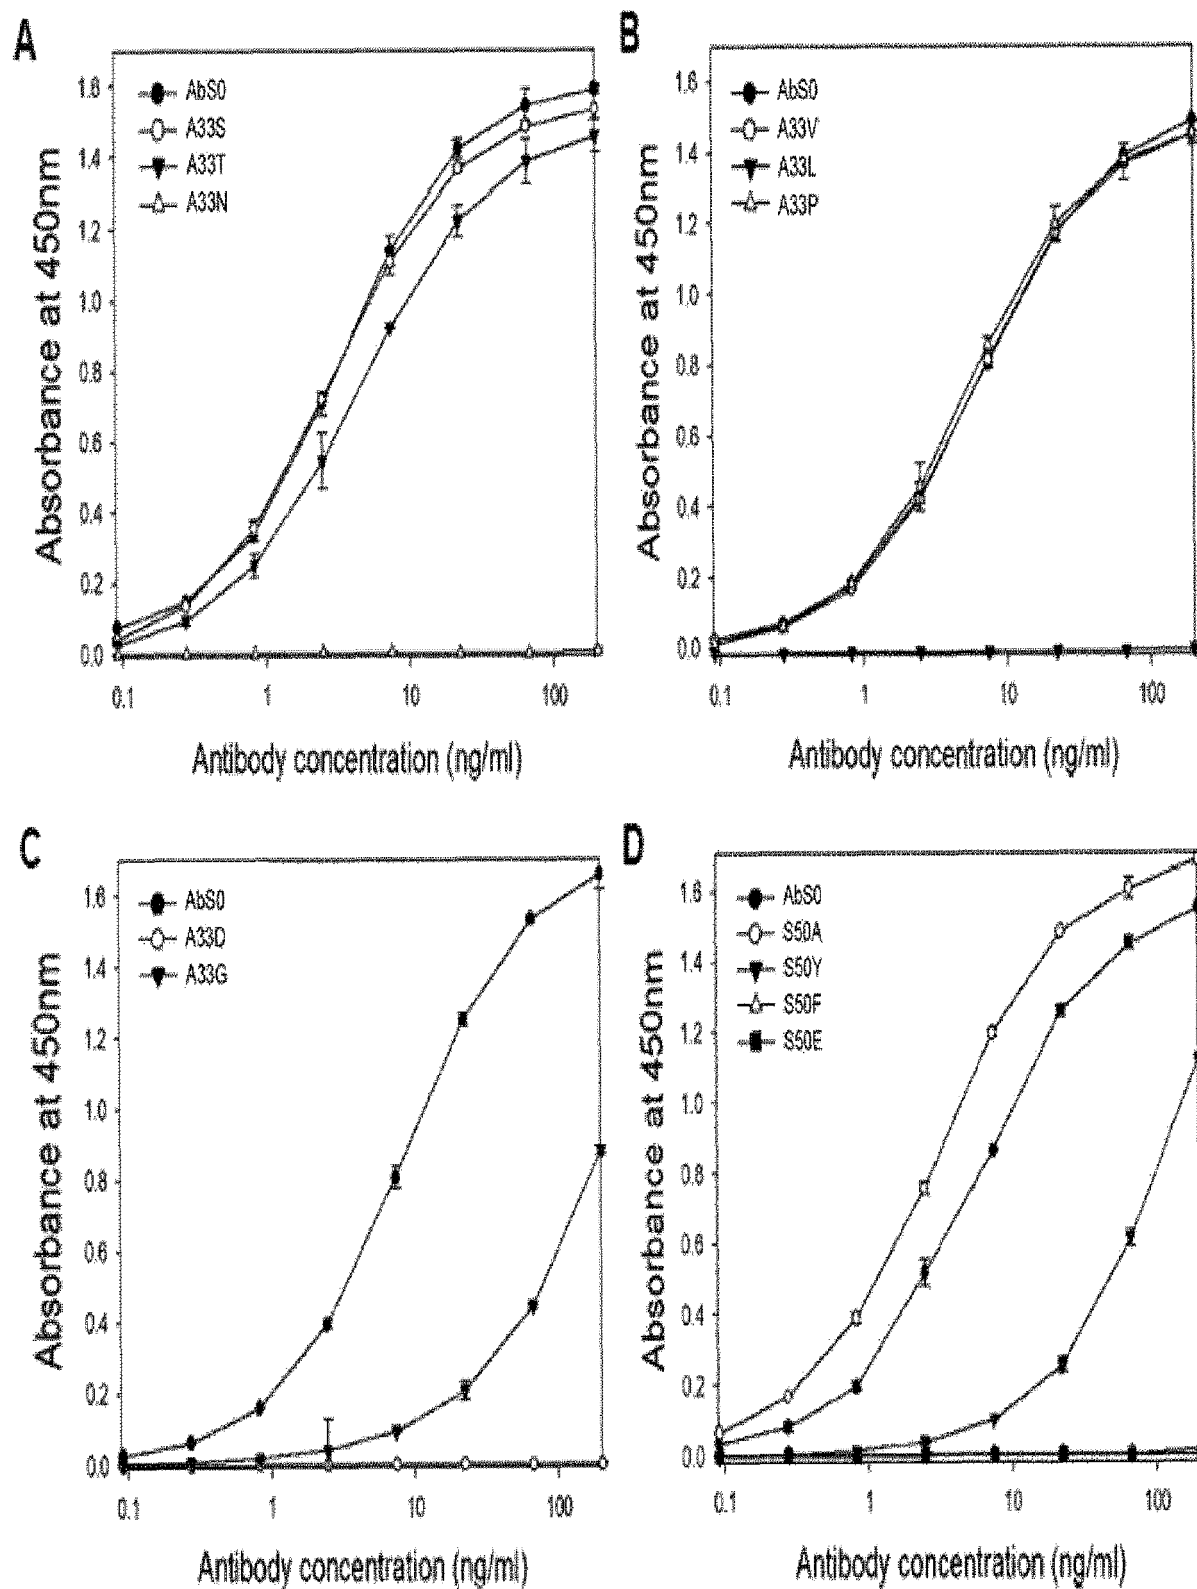 A
AbS0
A33S
A33T
A33N
1.6
1.4
1.2
1.0
0.8
0.6
0.4
0.2
0.0
0.1
1
10
100
Absorbance at 450nm
Antibody concentration (ng/ml)
B
AbS0
A33V
A33L
A33P
1.6
1.4
1.2
1.0
0.8
0.6
0.4
0.2
0.0
0.1
1
10
100
Absorbance at 450nm
Antibody concentration (ng/ml)
C
AbS0
A33D
A33G
1.6
1.4
1.2
1.0
0.8
0.6
0.4
0.2
0.0
0.1
1
10
100
Absorbance at 450nm
Antibody concentration (ng/ml)
D
AbS0
S50A
S50Y
S50F
S50E
1.6
1.4
1.2
1.0
0.8
0.6
0.4
0.2
0.0
0.1
1
10
100
Absorbance at 450nm
Antibody concentration (ng/ml)